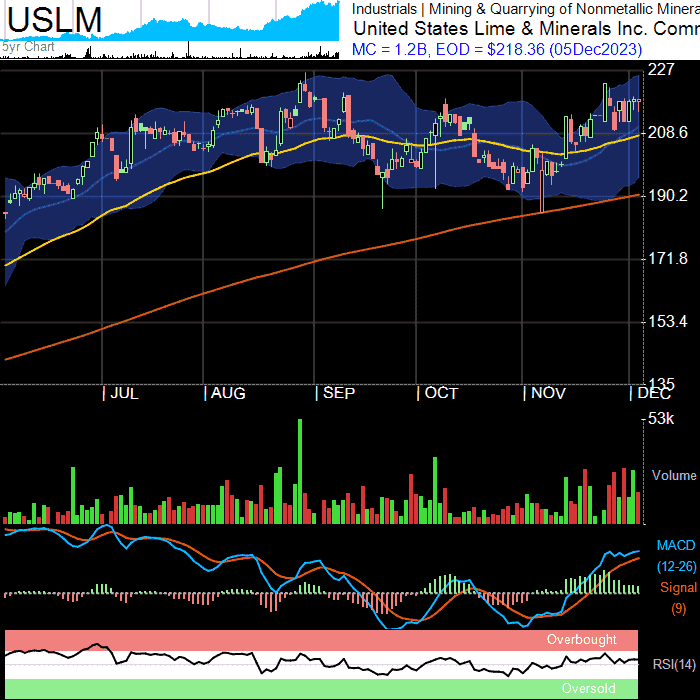 USLM
5yr Chart
Industrials | Mining & Quarrying of Nonmetallic Minera
United States Lime & Minerals Inc. Comm
MC = 1.2B, EOD = $218.36 (05Dec2023)
227
208.6
190.2
171.8
153.4
135
JUL
AUG
SEP
OCT
NOV
DEC
53k
Volume
MACD
(12-26)
Signal
(9)
Overbought
RSI(14)
Oversold